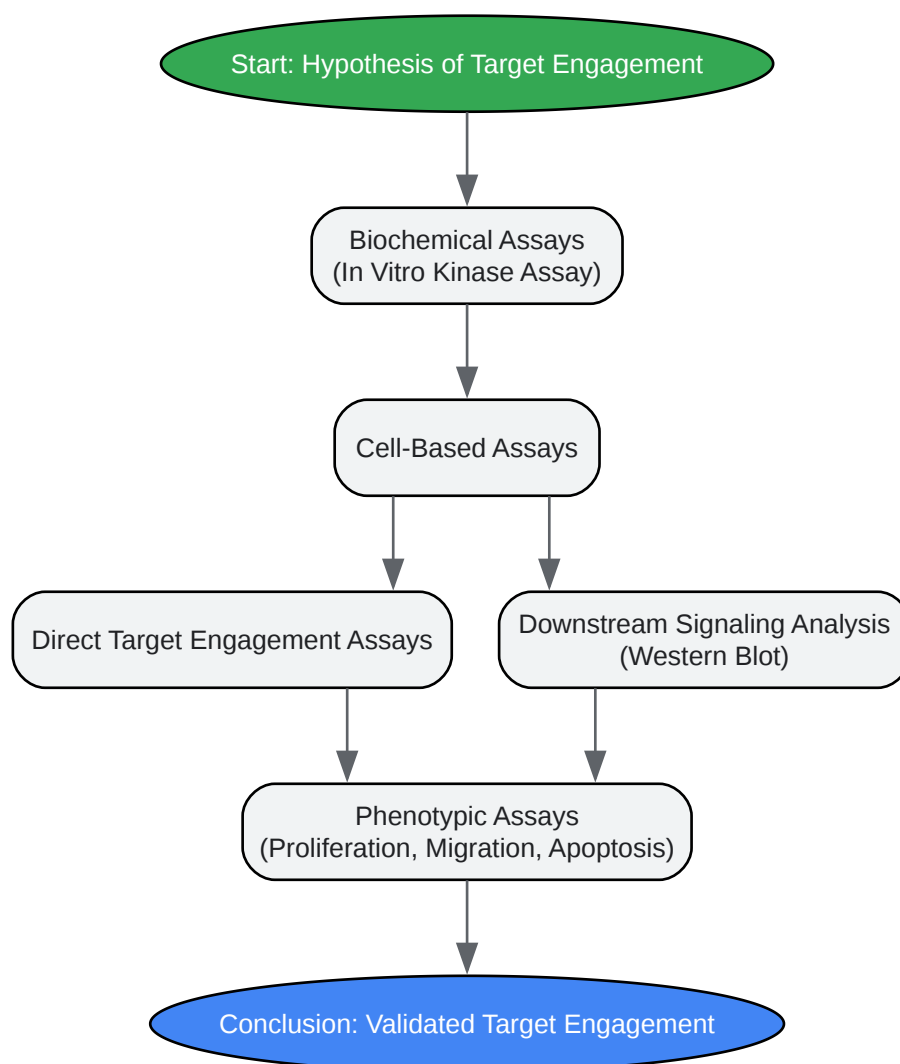 Start: Hypothesis of Target Engagement
Biochemical Assays
(In Vitro Kinase Assay)
Cell-Based Assays
Direct Target Engagement Assays
Downstream Signaling Analysis
(Western Blot)
Phenotypic Assays
(Proliferation, Migration, Apoptosis)
Conclusion: Validated Target Engagement